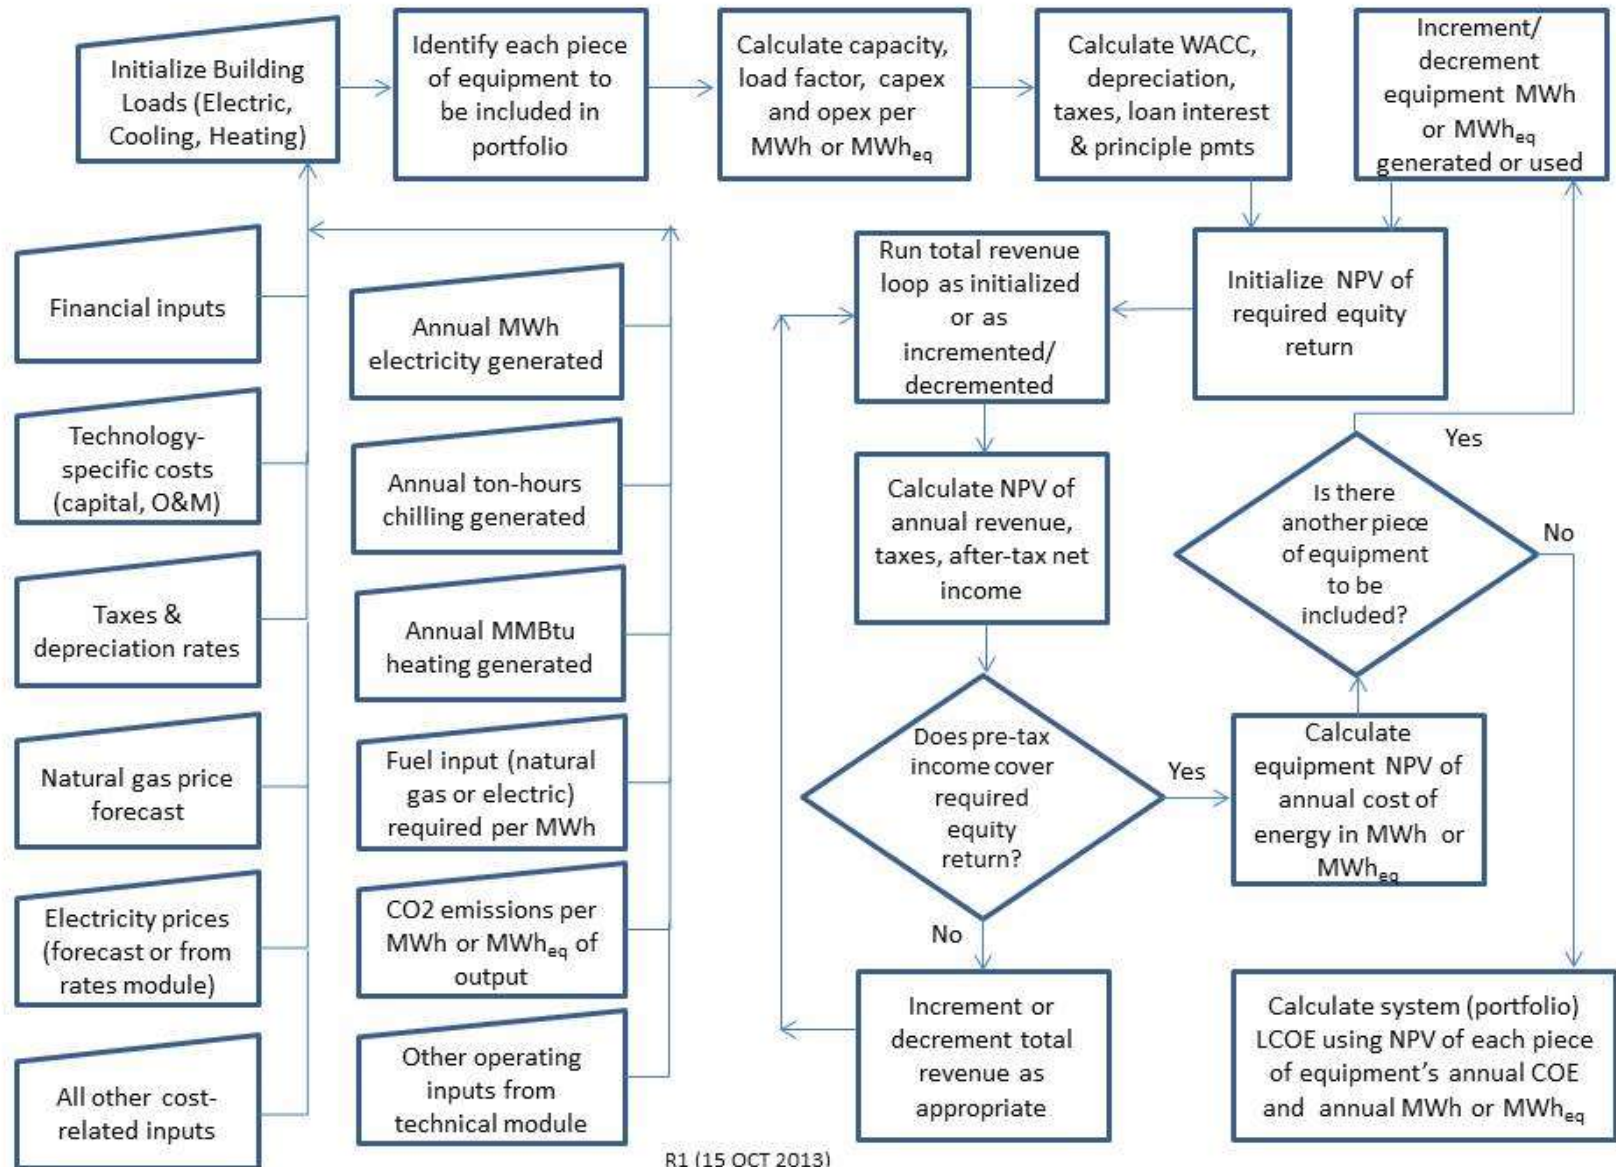 Initialize Building
Loads (Electric,
Cooling, Heating)
Identify each piece
of equipment to
be included in
portfolio
Calculate capacity,
load factor, capex
and opex per
MWh or MWheq
Calculate WACC,
depreciation,
taxes, loan interest
& principle pmts
Increment/
decrement
equipment MWh
or MWheq
generated or used
Financial inputs
Technology-
specific costs
(capital, O&M)
Taxes &
depreciation rates
Natural gas price
forecast
Electricity prices
(forecast or from
rates module)
All other cost-
related inputs
Annual MWh
electricity generated
Annual ton-hours
chilling generated
Annual MMBtu
heating generated
Fuel input (natural
gas or electric)
required per MWh
CO2 emissions per
MWh or MWheq of
output
Other operating
inputs from
technical module
Run total revenue
loop as initialized
or as
incremented/
decremented
Initialize NPV of
required equity
return
Calculate NPV of
annual revenue,
taxes, after-tax net
income
Does pre-tax
income cover
required
equity
return?
Yes
No
Increment or
decrement total
revenue as
appropriate
Calculate
equipment NPV of
annual cost of
energy in MWh or
MWheq
Is there
another piece
of equipment
to be
included?
Yes
No
Calculate system (portfolio)
LCOE using NPV of each piece
of equipment's annual COE
and annual MWh or MWheq
R1 (15 OCT 2013)